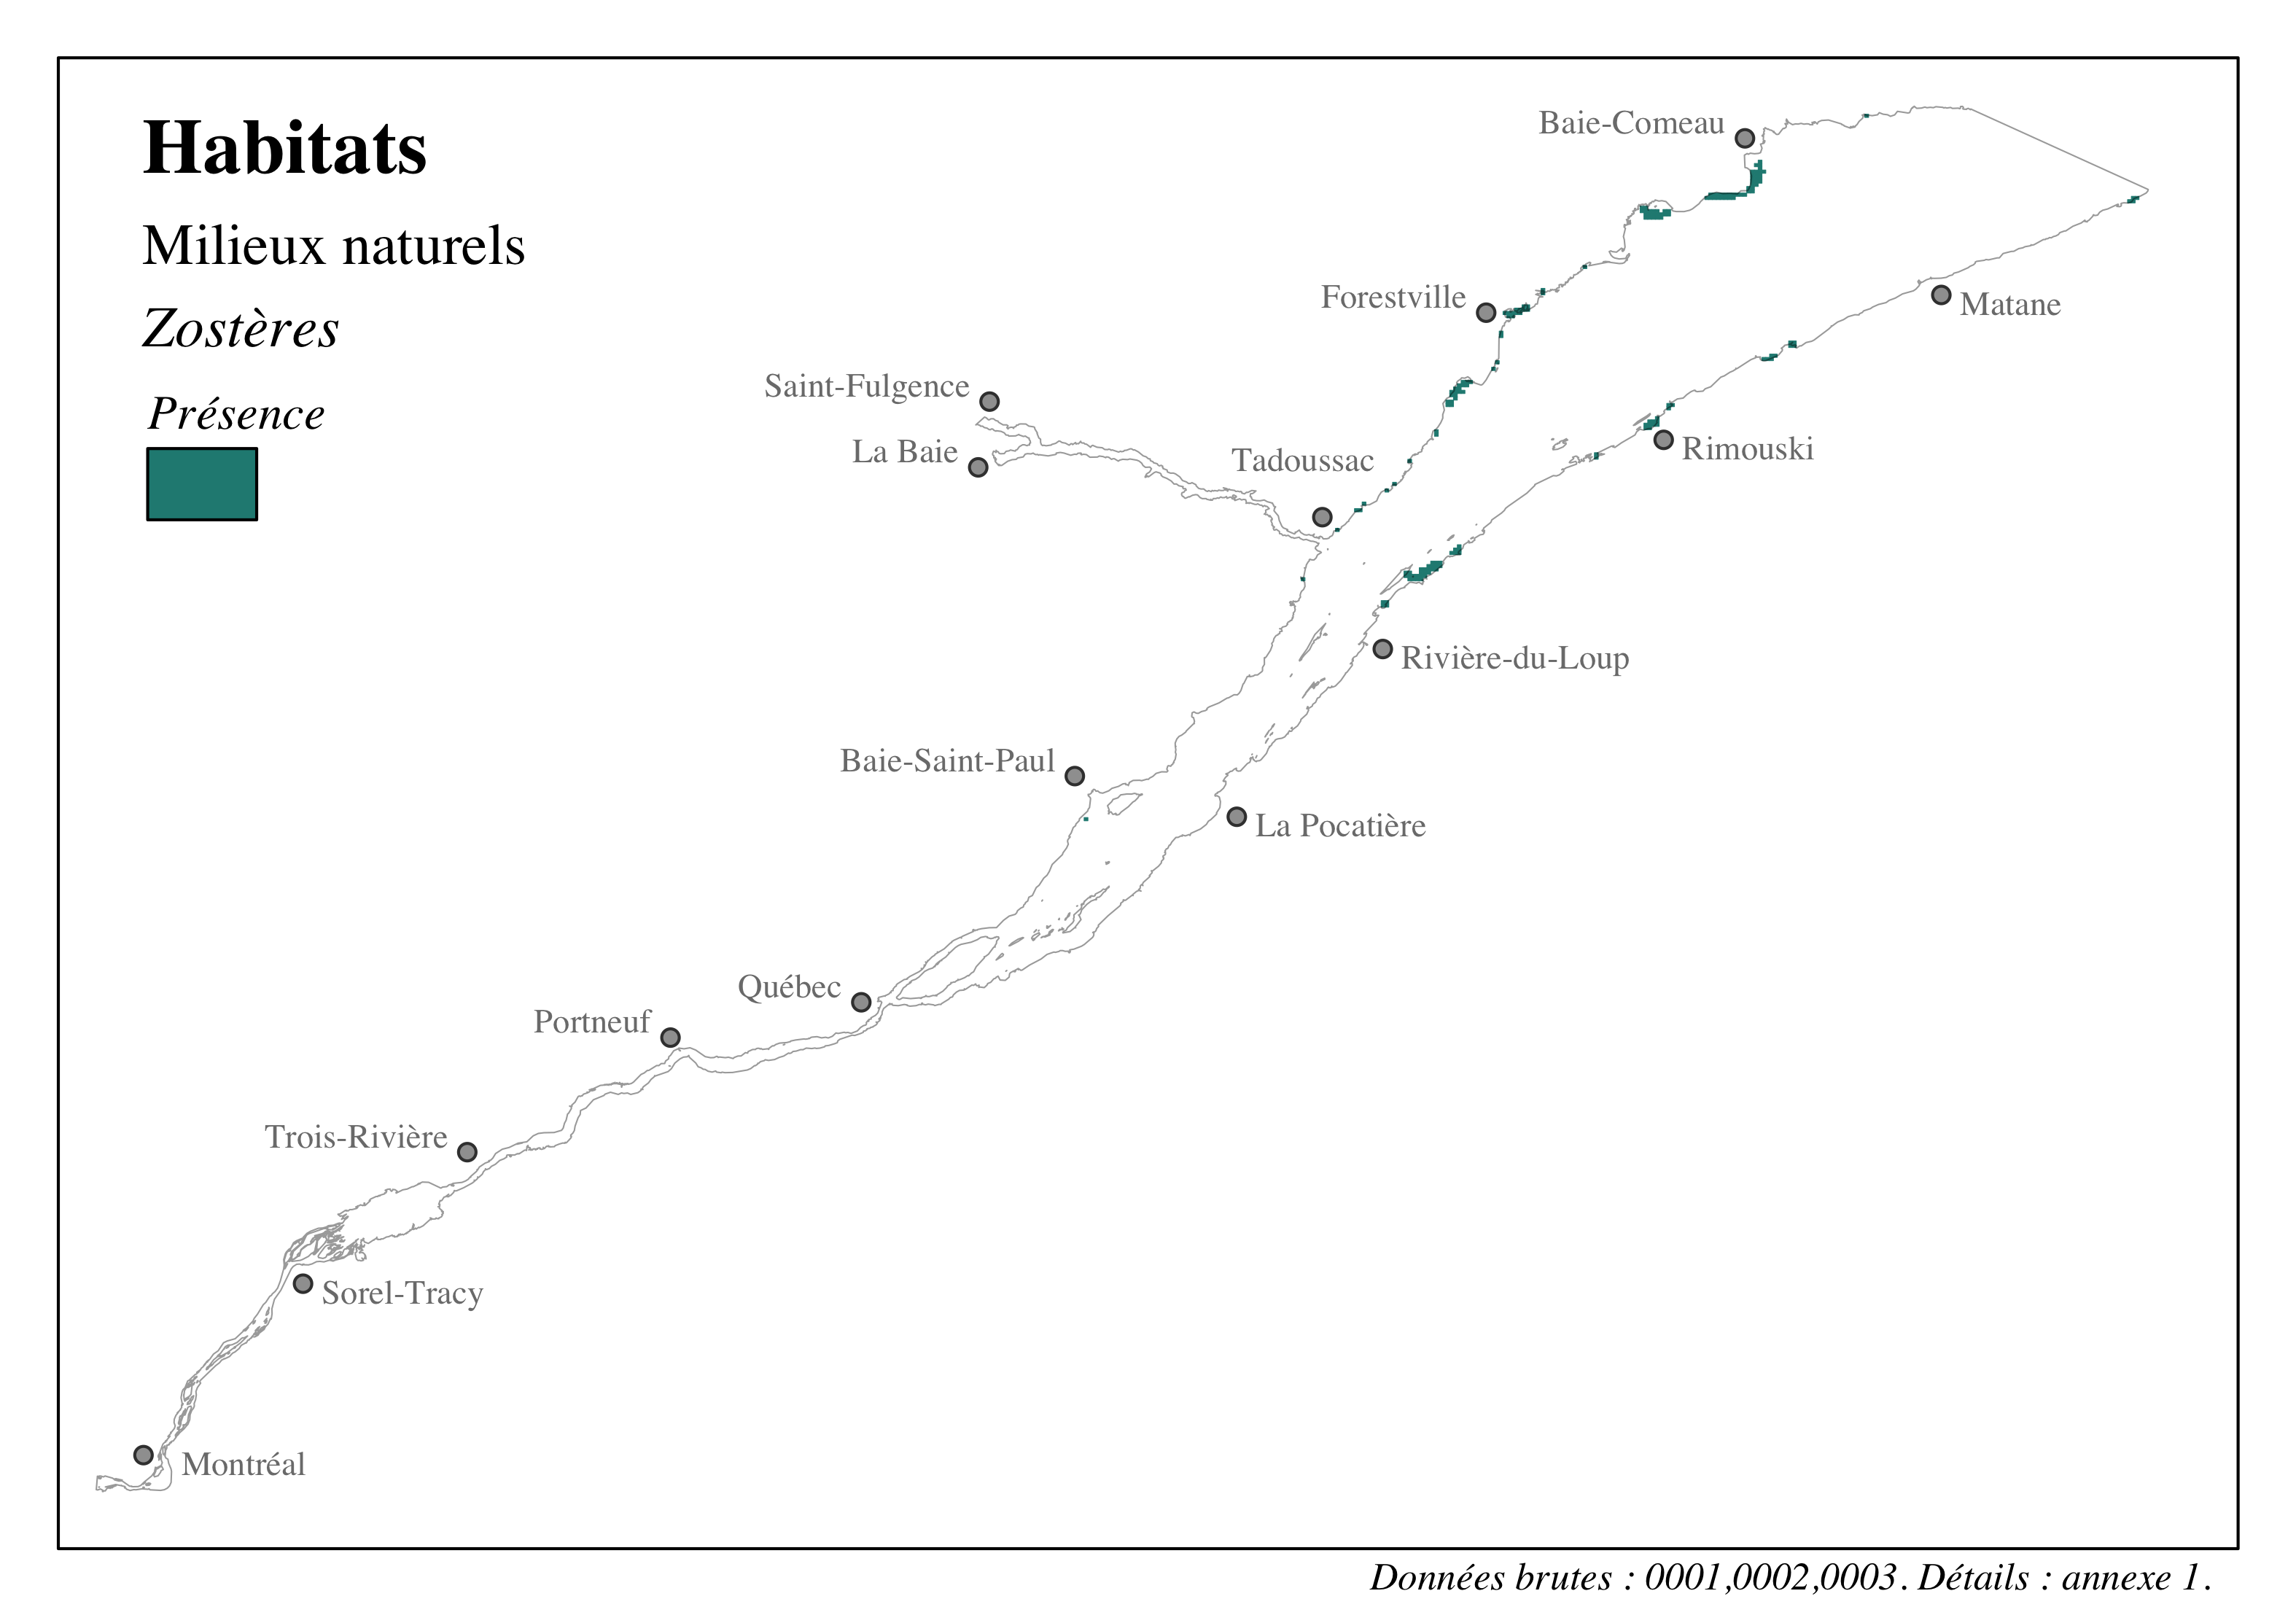 Habitats
Milieux naturels
Zostères
Présence
Baie-Comeau
Forestville
Matane
Saint-Fulgence
La Baie
Tadoussac
Rimouski
Rivière-du-Loup
Baie-Saint-Paul
La Pocatière
Québec
Portneuf
Trois-Rivière
Sorel-Tracy
Montréal
Données brutes : 0001,0002,0003. Détails : annexe 1.